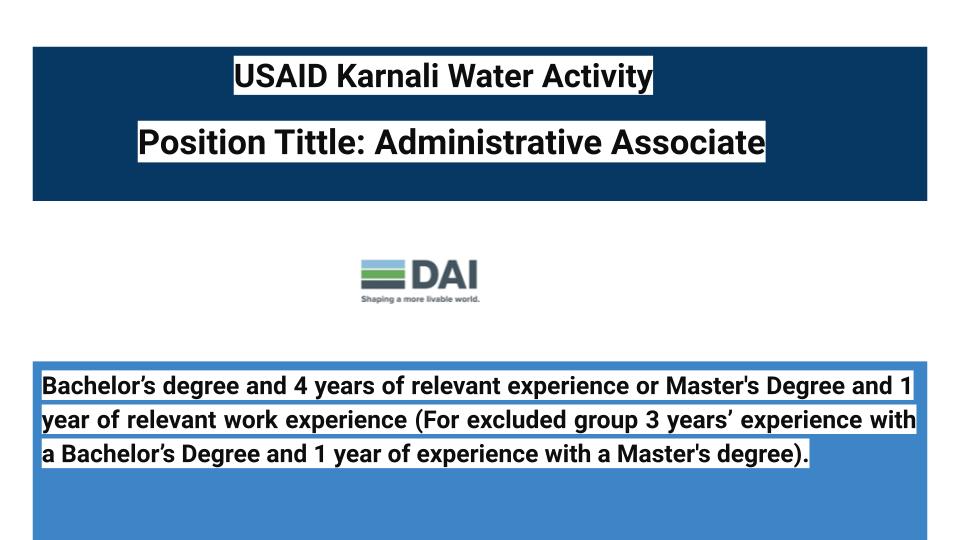 USAID Karnali Water Activity
Position Tittle: Administrative Associate
DAI
Shaping a more livable world.
Bachelor’s degree and 4 years of relevant experience or Master's Degree and 1
year of relevant work experience (For excluded group 3 years’ experience with
a Bachelor’s Degree and 1 year of experience with a Master's degree).